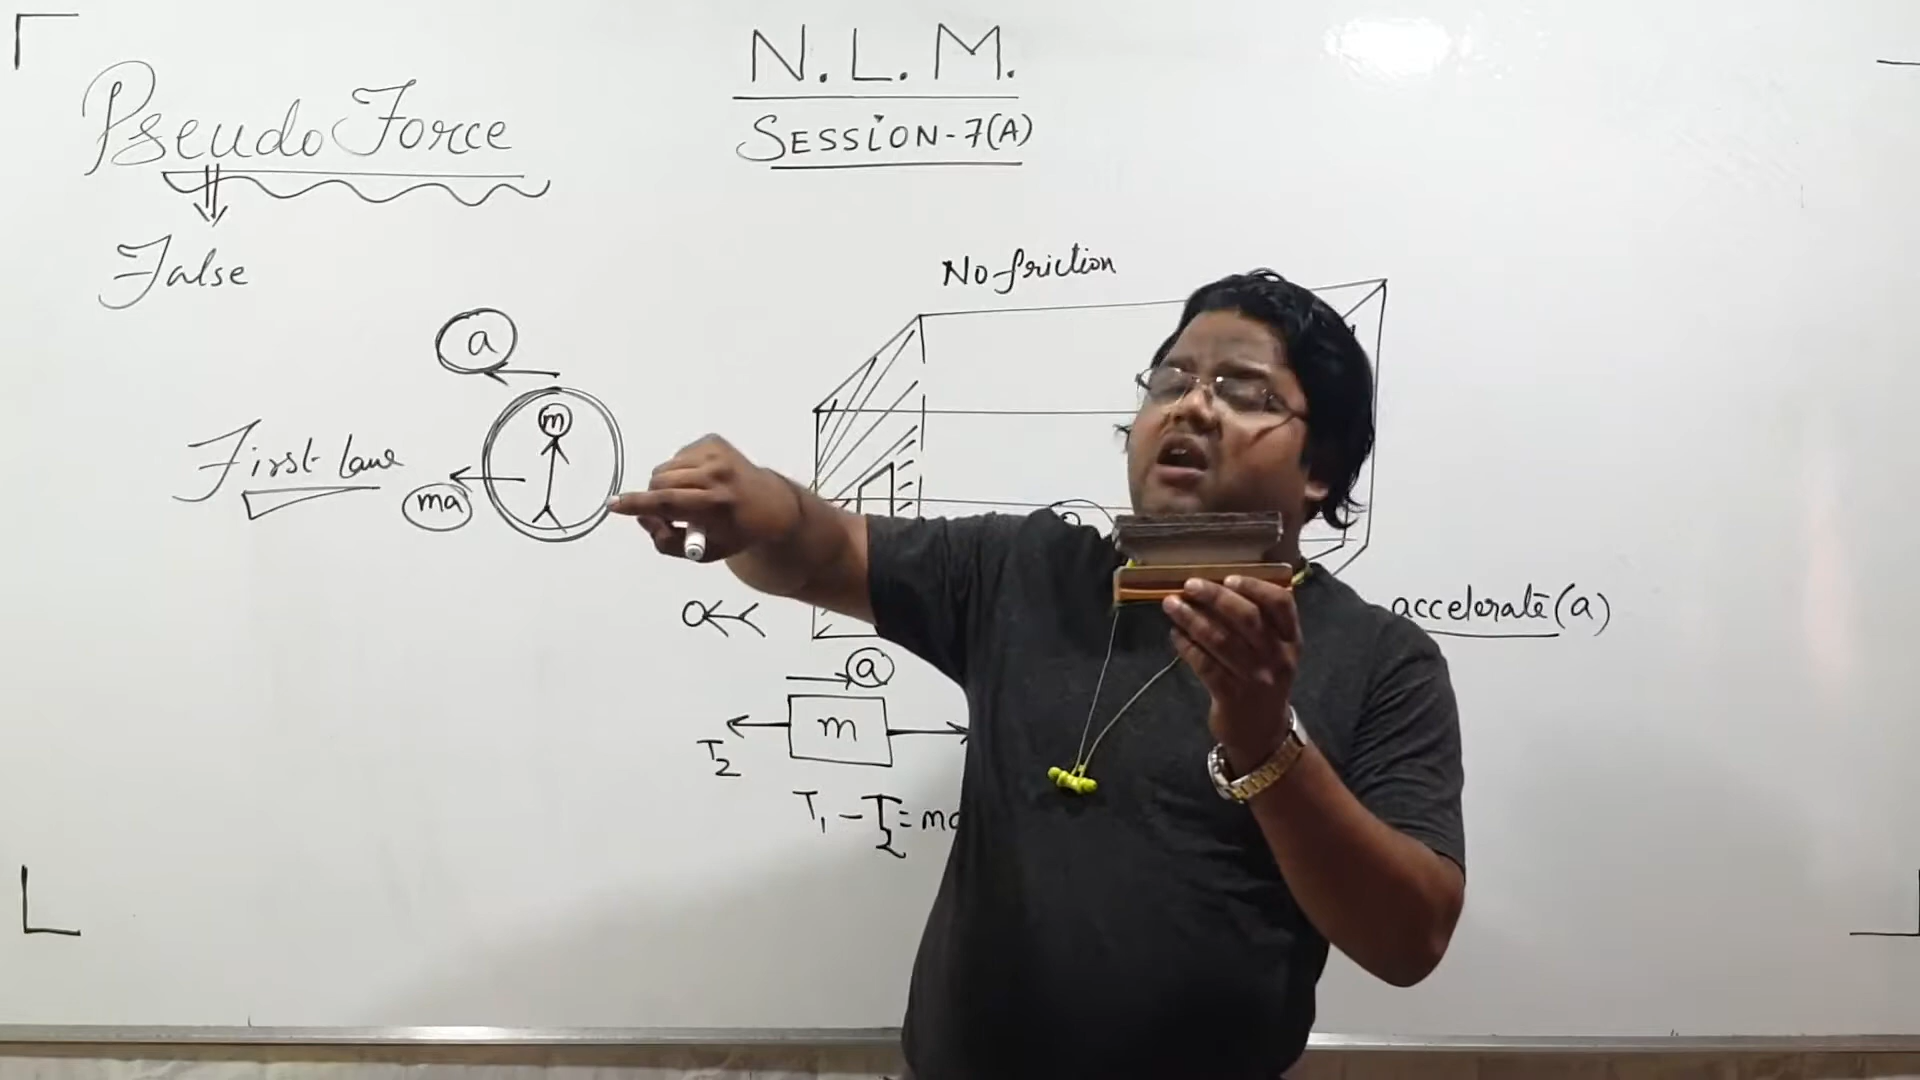 N.L.M.
SESSION-7(A)
Pseudo Force
False
No friction
a
m
First law
ma
accelerate (a)
a
m
T2
T1 - T2 = ma